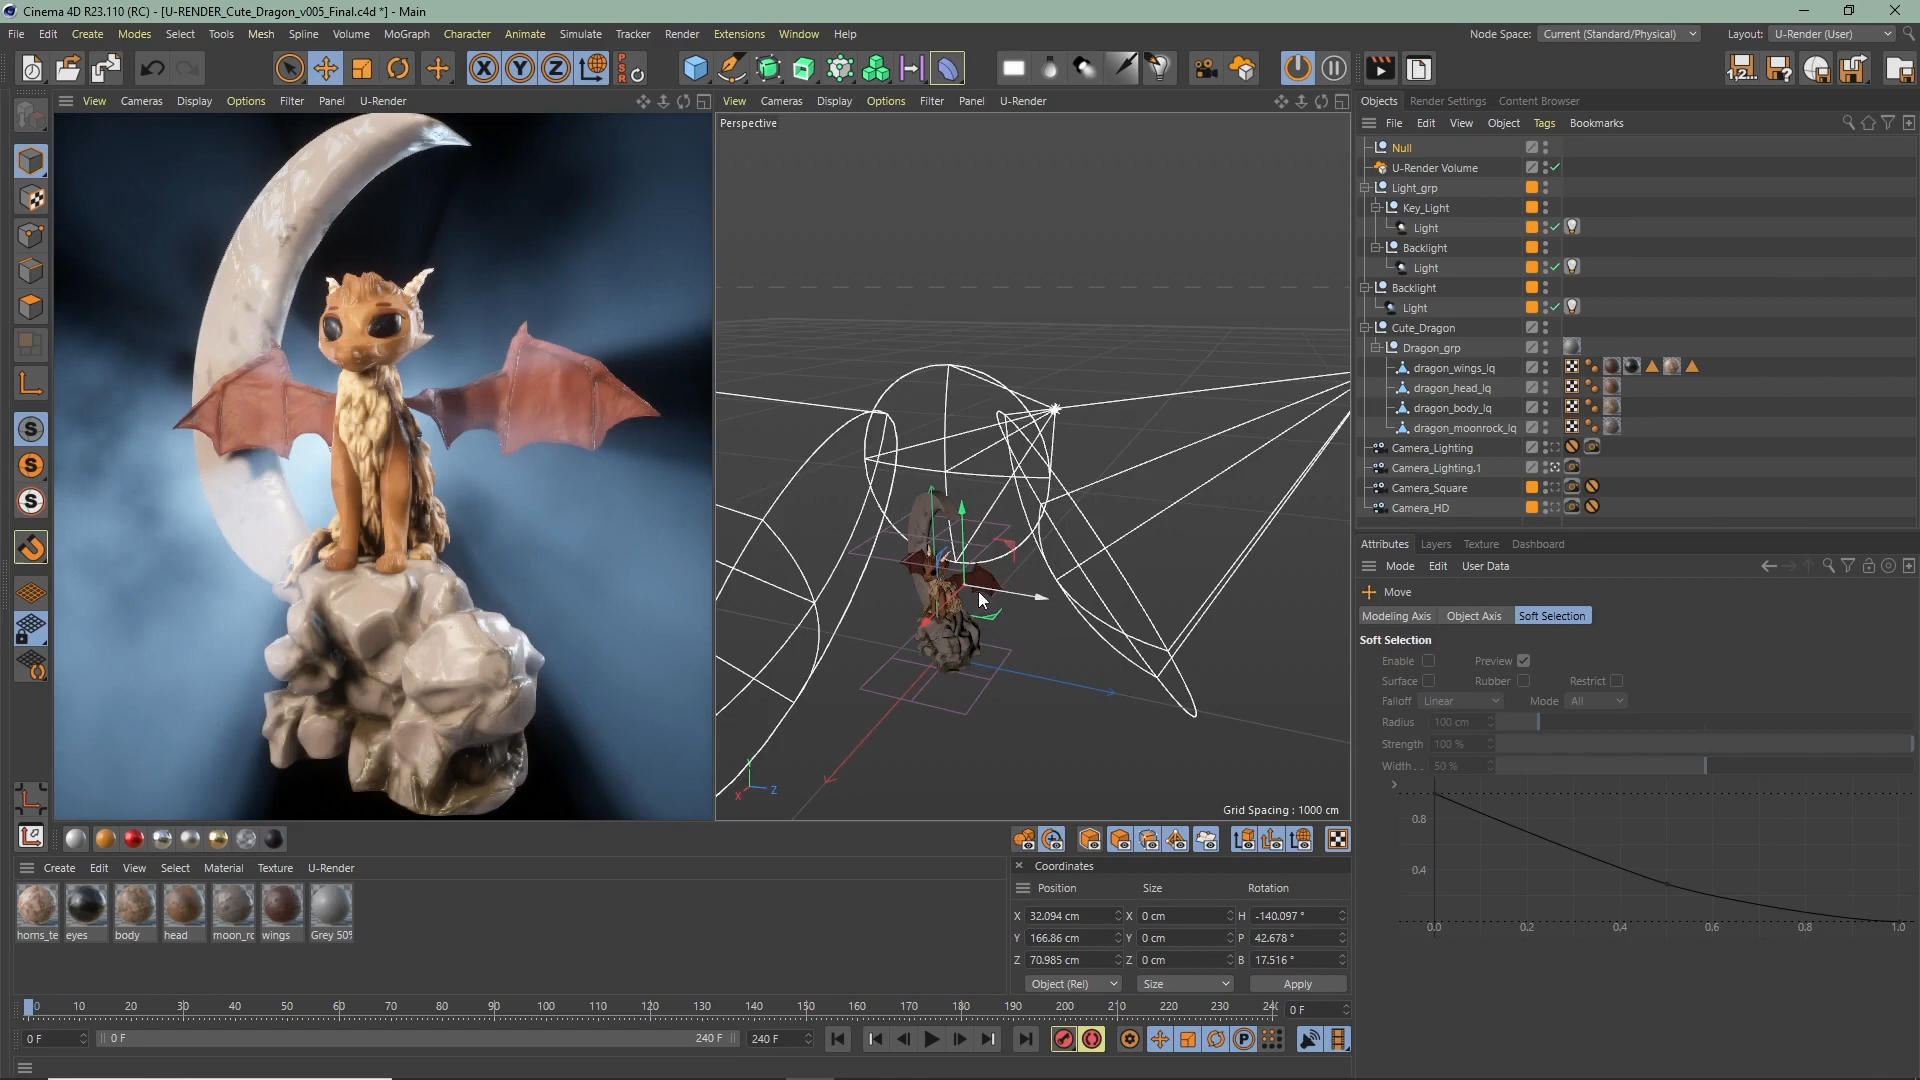 Cinema 4D R23.110 (RC) - [U-RENDER_Cute_Dragon_v005_Final.c4d *] - Main
File Edit Create Modes Select Tools Mesh Spline Volume MoGraph Character Animate Simulate Tracker Render Extensions Window Help
Node Space: Current (Standard/Physical) Layout: U-Render (User)
X Y Z PSR 1,2...
View Cameras Display Options Filter Panel U-Render
View Cameras Display Options Filter Panel U-Render
Perspective
Grid Spacing : 1000 cm
Y
X
Z
S
S
S
Objects Render Settings Content Browser
File Edit View Object Tags Bookmarks
Null
U-Render Volume
Light_grp
Key_Light
Light
Backlight
Light
Backlight
Light
Cute_Dragon
Dragon_grp
dragon_wings_lq
dragon_head_lq
dragon_body_lq
dragon_moonrock_lq
Camera_Lighting
Camera_Lighting.1
Camera_Square
Camera_HD
Attributes Layers Texture Dashboard
Mode Edit User Data
Move
Modeling Axis Object Axis Soft Selection
Soft Selection
Enable Preview
Surface Rubber Restrict
Falloff Linear Mode All
Radius 100 cm
Strength 100 %
Width . . 50 %
0.8
0.4
0.0 0.2 0.4 0.6 0.8 1.0
Create Edit View Select Material Texture U-Render
horns_te eyes body head moon_rc wings Grey 50%
Coordinates
Position Size Rotation
X 32.094 cm X 0 cm H -140.097 °
Y 166.86 cm Y 0 cm P 42.678 °
Z 70.985 cm Z 0 cm B 17.516 °
Object (Rel) Size Apply
0 10 20 30 40 50 60 70 80 90 100 110 120 130 140 150 160 170 180 190 200 210 220 230 240 0 F
0 F 0 F 240 F 240 F P